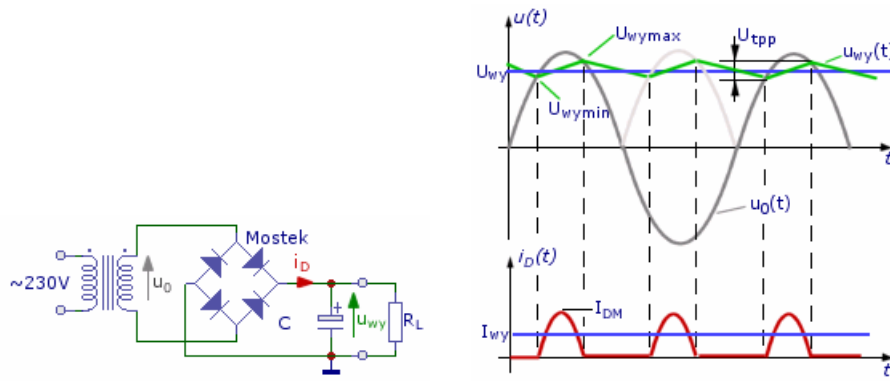 Mostek
~230V
u0
iD
C
+
uwy
RL
u(t)
Uwymax
Utpp
uwy(t)
Uwy
Uwymin
t
u0(t)
iD(t)
IDM
Iwy
t